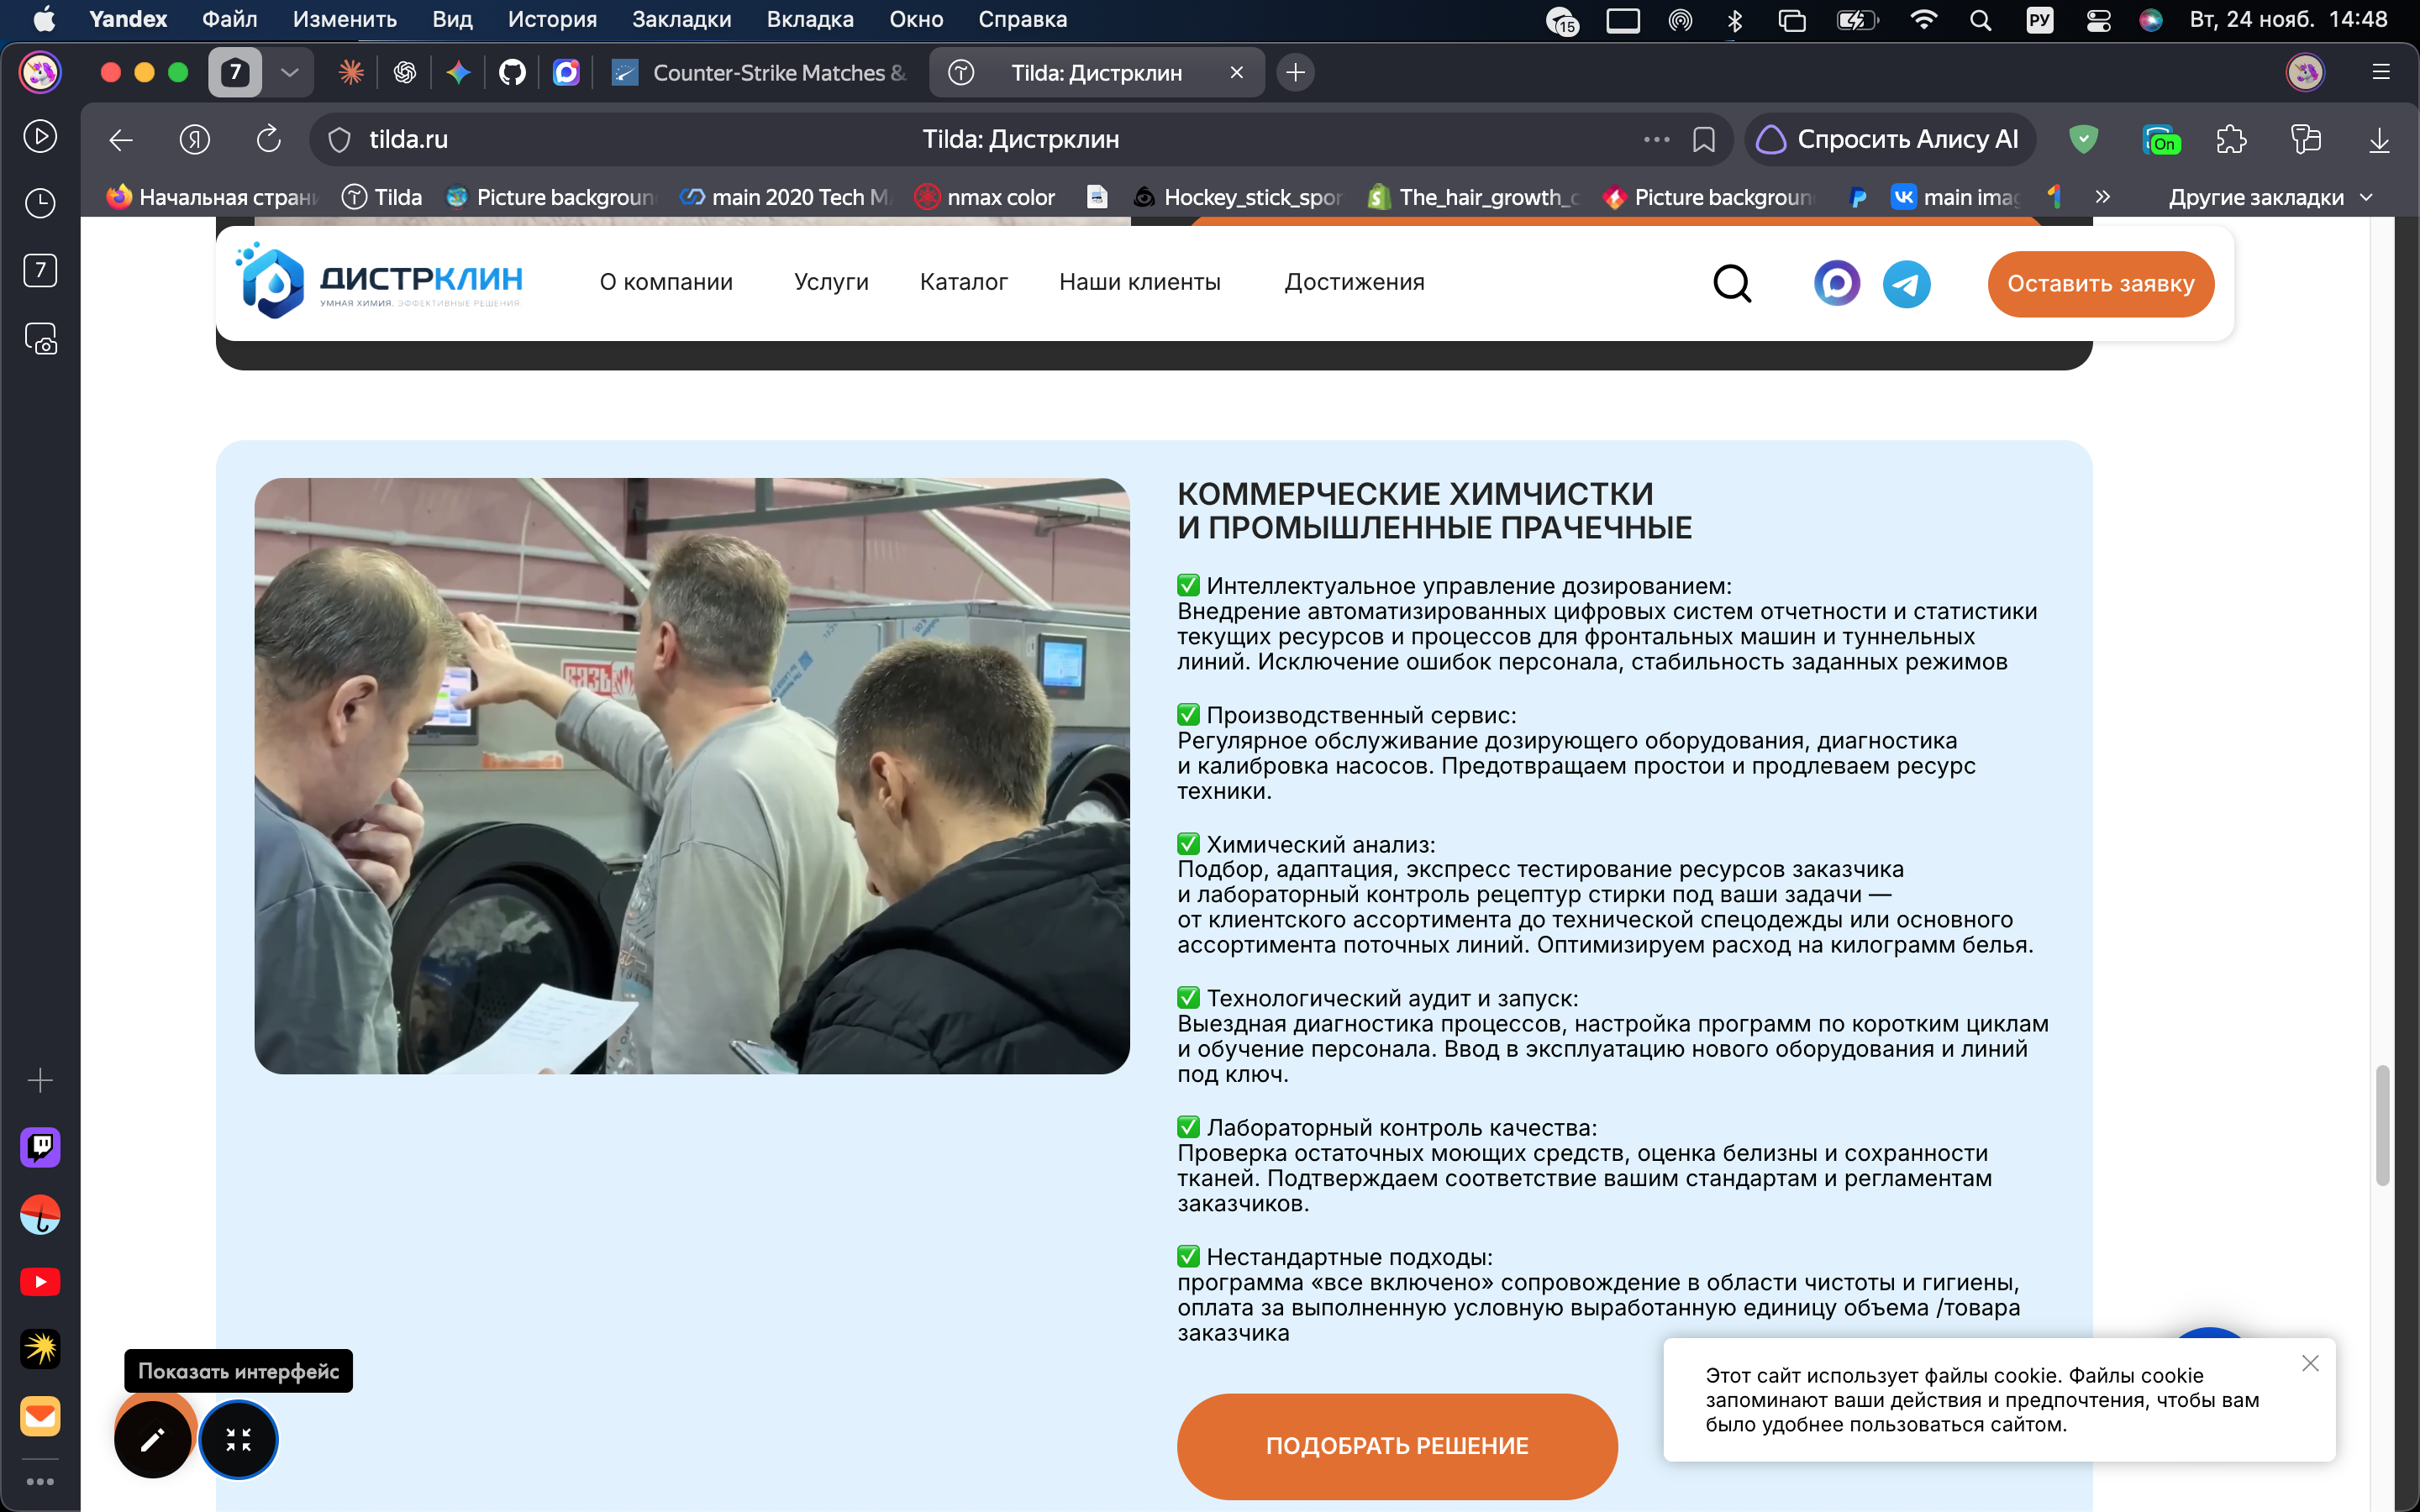 Yandex Файл Изменить Вид История Закладки Вкладка Окно Справка 15 РУ Вт, 24 нояб. 14:48
7 Counter-Strike Matches & Tilda: Дистрклин
tilda.ru Tilda: Дистрклин Спросить Алису AI On
Начальная страни Tilda Picture backgroun main 2020 Tech M nmax color Hockey_stick_spor The_hair_growth_c Picture backgroun main imag Другие закладки
7
ДИСТРКЛИН
УМНАЯ ХИМИЯ. ЭФФЕКТИВНЫЕ РЕШЕНИЯ.
О компании Услуги Каталог Наши клиенты Достижения Оставить заявку
ВЯЗЬ
КОММЕРЧЕСКИЕ ХИМЧИСТКИ
И ПРОМЫШЛЕННЫЕ ПРАЧЕЧНЫЕ
✅ Интеллектуальное управление дозированием:
Внедрение автоматизированных цифровых систем отчетности и статистики
текущих ресурсов и процессов для фронтальных машин и туннельных
линий. Исключение ошибок персонала, стабильность заданных режимов
✅ Производственный сервис:
Регулярное обслуживание дозирующего оборудования, диагностика
и калибровка насосов. Предотвращаем простои и продлеваем ресурс
техники.
✅ Химический анализ:
Подбор, адаптация, экспресс тестирование ресурсов заказчика
и лабораторный контроль рецептур стирки под ваши задачи —
от клиентского ассортимента до технической спецодежды или основного
ассортимента поточных линий. Оптимизируем расход на килограмм белья.
✅ Технологический аудит и запуск:
Выездная диагностика процессов, настройка программ по коротким циклам
и обучение персонала. Ввод в эксплуатацию нового оборудования и линий
под ключ.
✅ Лабораторный контроль качества:
Проверка остаточных моющих средств, оценка белизны и сохранности
тканей. Подтверждаем соответствие вашим стандартам и регламентам
заказчиков.
✅ Нестандартные подходы:
программа «все включено» сопровождение в области чистоты и гигиены,
оплата за выполненную условную выработанную единицу объема /товара
заказчика
ПОДОБРАТЬ РЕШЕНИЕ
Показать интерфейс
Этот сайт использует файлы cookie. Файлы cookie
запоминают ваши действия и предпочтения, чтобы вам
было удобнее пользоваться сайтом.